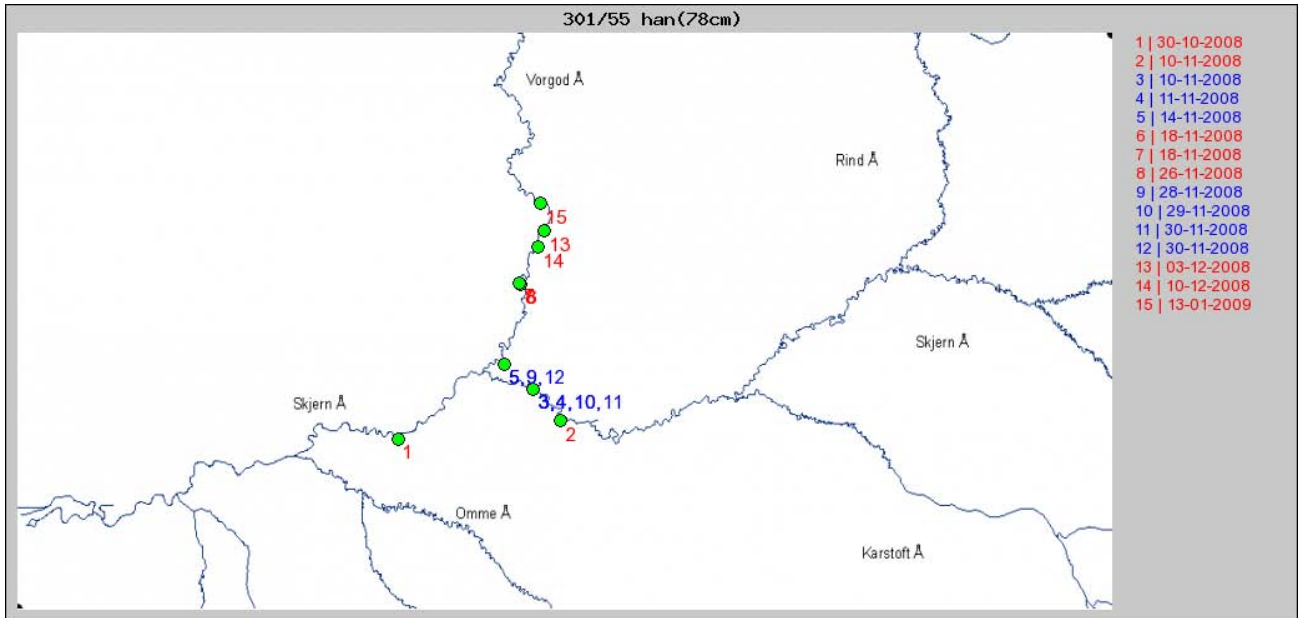 301/55 han(78cm)
Vorgod Å
Rind Å
15
13
14
8
Skjern Å
5,9,12
3,4,10,11
Skjern Å
2
1
Omme Å
Karstoft Å
1 | 30-10-2008
2 | 10-11-2008
3 | 10-11-2008
4 | 11-11-2008
5 | 14-11-2008
6 | 18-11-2008
7 | 18-11-2008
8 | 26-11-2008
9 | 28-11-2008
10 | 29-11-2008
11 | 30-11-2008
12 | 30-11-2008
13 | 03-12-2008
14 | 10-12-2008
15 | 13-01-2009